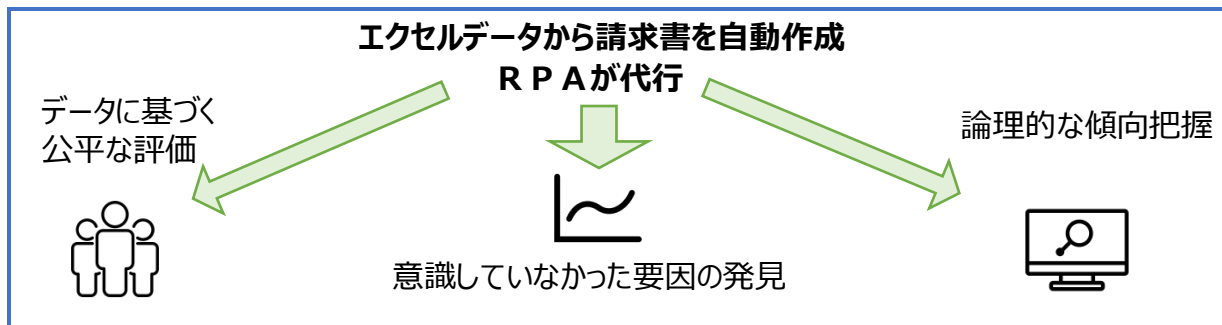 エクセルデータから請求書を自動作成
ＲＰＡが代行
データに基づく
公平な評価
論理的な傾向把握
意識していなかった要因の発見